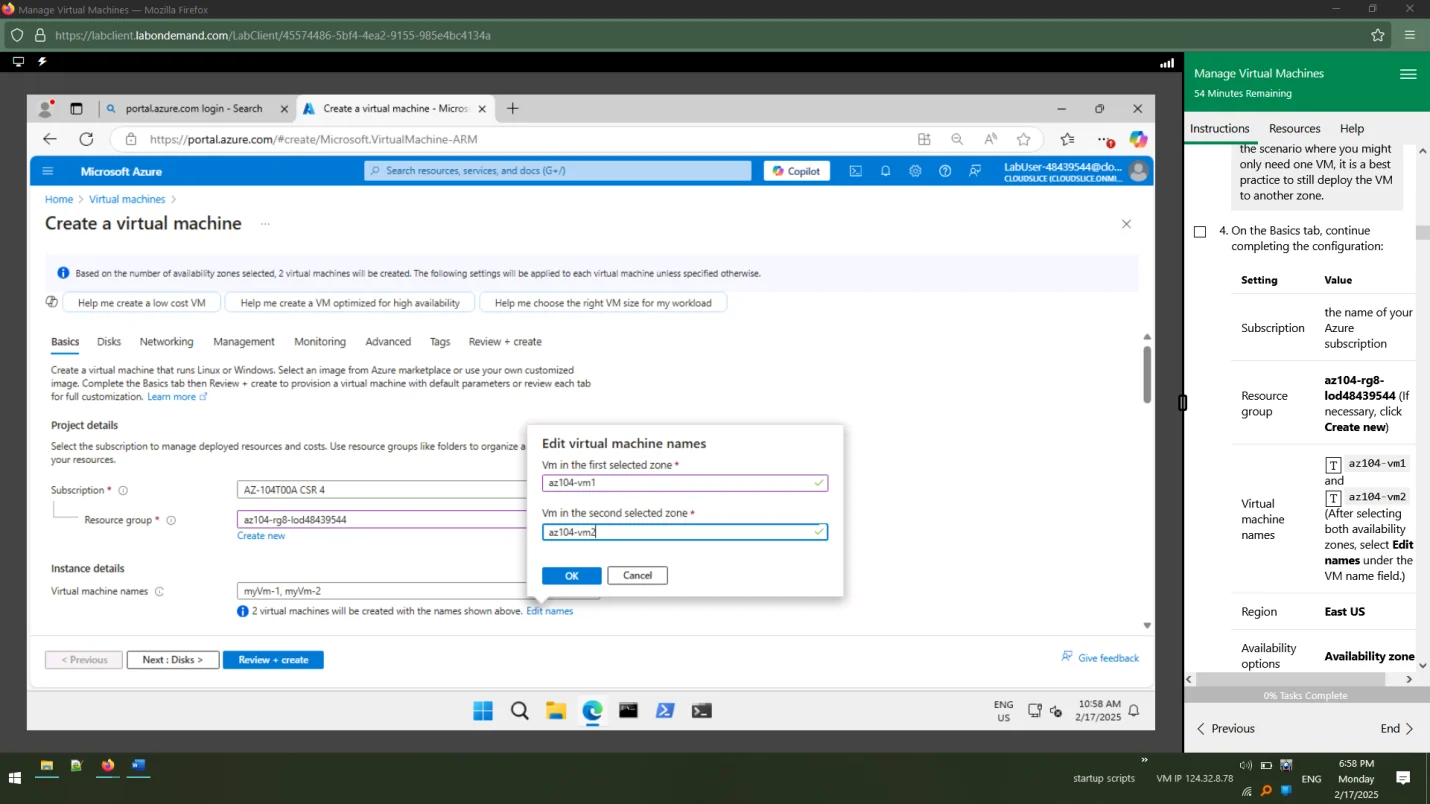 Manage Virtual Machines — Mozilla Firefox
https://labclient.labondemand.com/LabClient/45574486-5bf4-4ea2-9155-985e4bc4134a
portal.azure.com login - Search
Create a virtual machine - Micros
https://portal.azure.com/#create/Microsoft.VirtualMachine-ARM
Microsoft Azure
Search resources, services, and docs (G+/)
Copilot
LabUser-48439544@do...
CLOUDSLICE (CLOUDSLICE.ONMI...
Home > Virtual machines >
Create a virtual machine ...
Based on the number of availability zones selected, 2 virtual machines will be created. The following settings will be applied to each virtual machine unless specified otherwise.
Help me create a low cost VM
Help me create a VM optimized for high availability
Help me choose the right VM size for my workload
Basics Disks Networking Management Monitoring Advanced Tags Review + create
Create a virtual machine that runs Linux or Windows. Select an image from Azure marketplace or use your own customized
image. Complete the Basics tab then Review + create to provision a virtual machine with default parameters or review each tab
for full customization. Learn more
Project details
Select the subscription to manage deployed resources and costs. Use resource groups like folders to organize a
your resources.
Subscription *
AZ-104T00A CSR 4
Resource group *
az104-rg8-lod48439544
Create new
Instance details
Virtual machine names
myVm-1, myVm-2
2 virtual machines will be created with the names shown above. Edit names
Edit virtual machine names
Vm in the first selected zone *
az104-vm1
Vm in the second selected zone *
az104-vm2
OK
Cancel
< Previous
Next : Disks >
Review + create
Give feedback
ENG
US
10:58 AM
2/17/2025
Manage Virtual Machines
54 Minutes Remaining
Instructions Resources Help
the scenario where you might
only need one VM, it is a best
practice to still deploy the VM
to another zone.
4. On the Basics tab, continue
completing the configuration:
Setting Value
Subscription
the name of your
Azure
subscription
Resource
group
az104-rg8-
lod48439544 (If
necessary, click
Create new)
Virtual
machine
names
T az104-vm1
and
T az104-vm2
(After selecting
both availability
zones, select Edit
names under the
VM name field.)
Region East US
Availability
options
Availability zone
0% Tasks Complete
Previous
End
startup scripts
VM IP 124.32.8.78
ENG
6:58 PM
Monday
2/17/2025